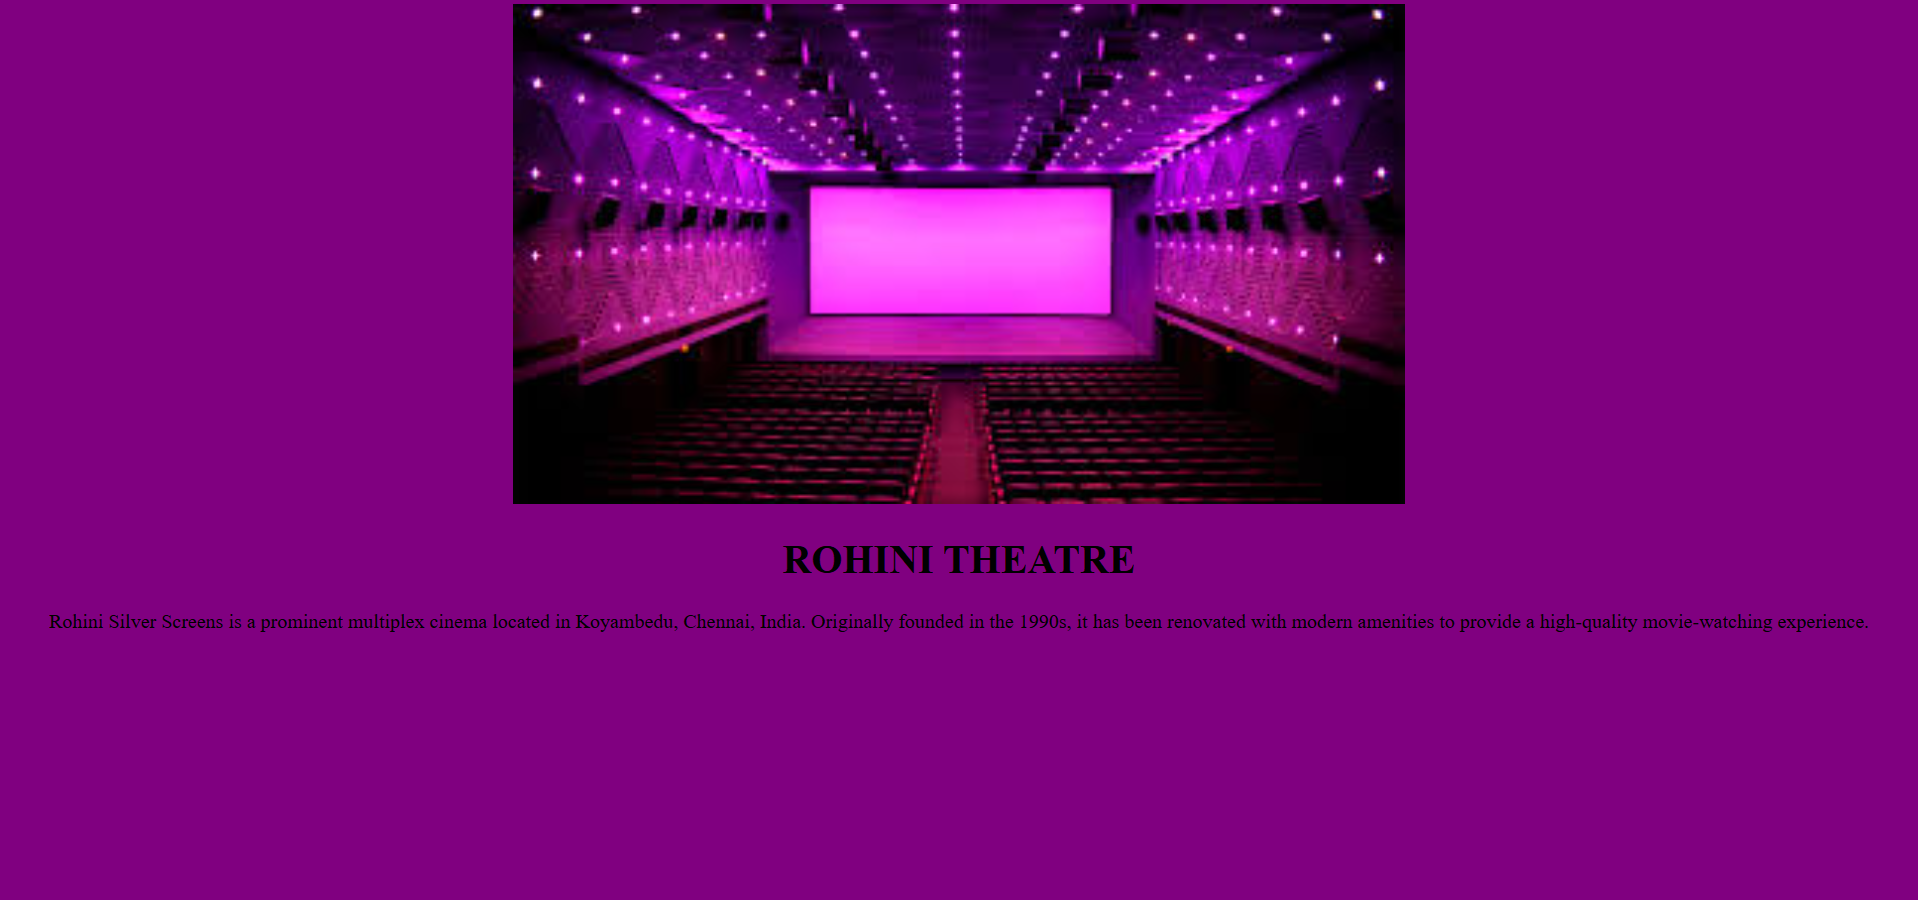 ROHINI THEATRE
Rohini Silver Screens is a prominent multiplex cinema located in Koyambedu, Chennai, India. Originally founded in the 1990s, it has been renovated with modern amenities to provide a high-quality movie-watching experience.